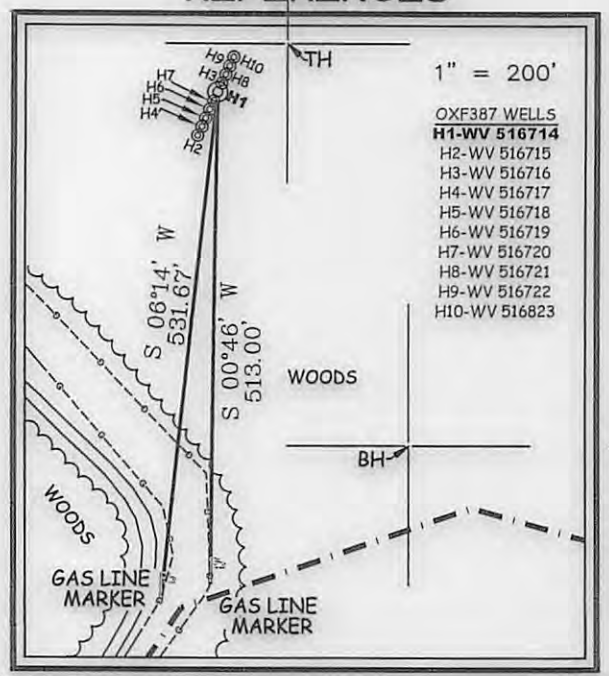 REFERENCES
TH
1" = 200'
H9
H10
H7
H3
H8
H6
H1
H5
H4
H2
OXF387 WELLS
H1-WV 516714
H2-WV 516715
H3-WV 516716
H4-WV 516717
H5-WV 516718
H6-WV 516719
H7-WV 516720
H8-WV 516721
H9-WV 516722
H10-WV 516823
S 06°14' W
531.67'
S 00°46' W
513.00'
WOODS
BH
WOODS
GAS LINE
MARKER
GAS LINE
MARKER